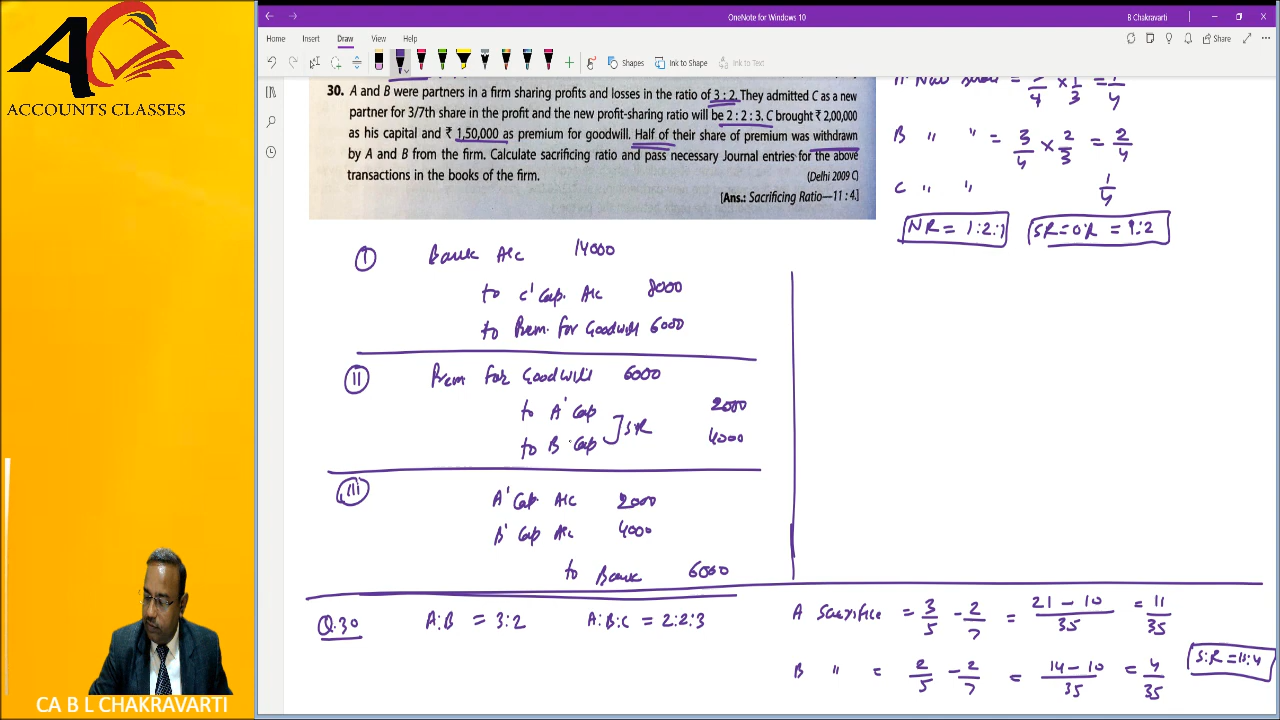 AC
ACCOUNTS CLASSES
OneNote for Windows 10
B Chakravarti
Home Insert Draw View Help
Share
Shapes Ink to Shape Ink to Text
30. A and B were partners in a firm sharing profits and losses in the ratio of 3 : 2. They admitted C as a new
partner for 3/7th share in the profit and the new profit-sharing ratio will be 2 : 2 : 3. C brought ₹ 2,00,000
as his capital and ₹ 1,50,000 as premium for goodwill. Half of their share of premium was withdrawn
by A and B from the firm. Calculate sacrificing ratio and pass necessary Journal entries for the above
transactions in the books of the firm. (Delhi 2009 C)
[Ans.: Sacrificing Ratio—11 : 4.]
B " " = 3/4 × 2/3 = 2/4
C " " 1/4
NR = 1:2:1 SR = OR = 1:2
I Bank A/c 14000
to C' Cap. A/c 8000
to Prem. for Goodwill 6000
II Prem for Goodwill 6000
to A' Cap 2000
to B' Cap ] SR 4000
III A' Cap. A/c 2000
B' Cap A/c 4000
to Bank 6000
Q.30 A:B = 3:2 A:B:C = 2:2:3
A Sacrifice = 3/5 - 2/7 = 21-10/35 = 11/35
B " = 2/5 - 2/7 = 14-10/35 = 4/35
S:R = 11:4
CA B L CHAKRAVARTI